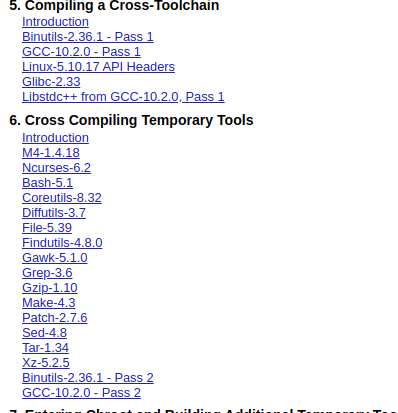 5. Compiling a Cross-Toolchain
Introduction
Binutils-2.36.1 - Pass 1
GCC-10.2.0 - Pass 1
Linux-5.10.17 API Headers
Glibc-2.33
Libstdc++ from GCC-10.2.0, Pass 1
6. Cross Compiling Temporary Tools
Introduction
M4-1.4.18
Ncurses-6.2
Bash-5.1
Coreutils-8.32
Diffutils-3.7
File-5.39
Findutils-4.8.0
Gawk-5.1.0
Grep-3.6
Gzip-1.10
Make-4.3
Patch-2.7.6
Sed-4.8
Tar-1.34
Xz-5.2.5
Binutils-2.36.1 - Pass 2
GCC-10.2.0 - Pass 2